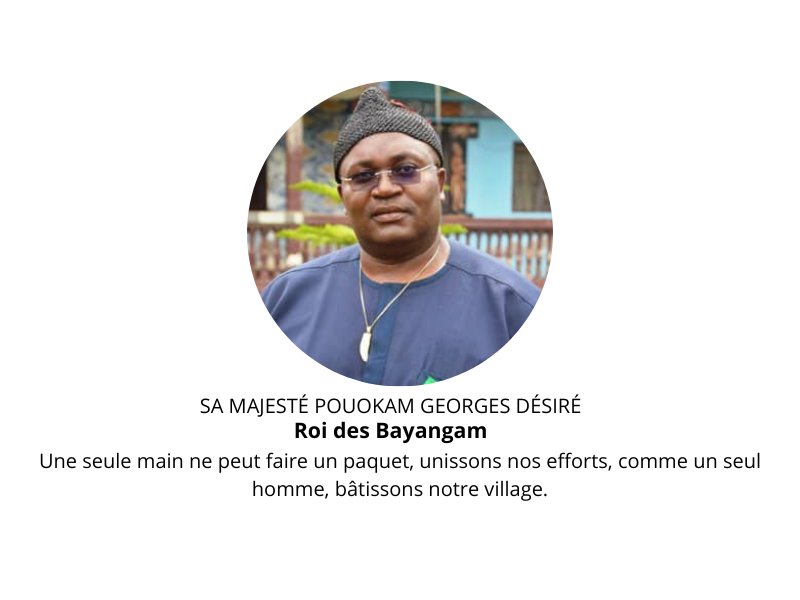 SA MAJESTÉ POUOKAM GEORGES DÉSIRÉ
Roi des Bayangam
Une seule main ne peut faire un paquet, unissons nos efforts, comme un seul
homme, bâtissons notre village.